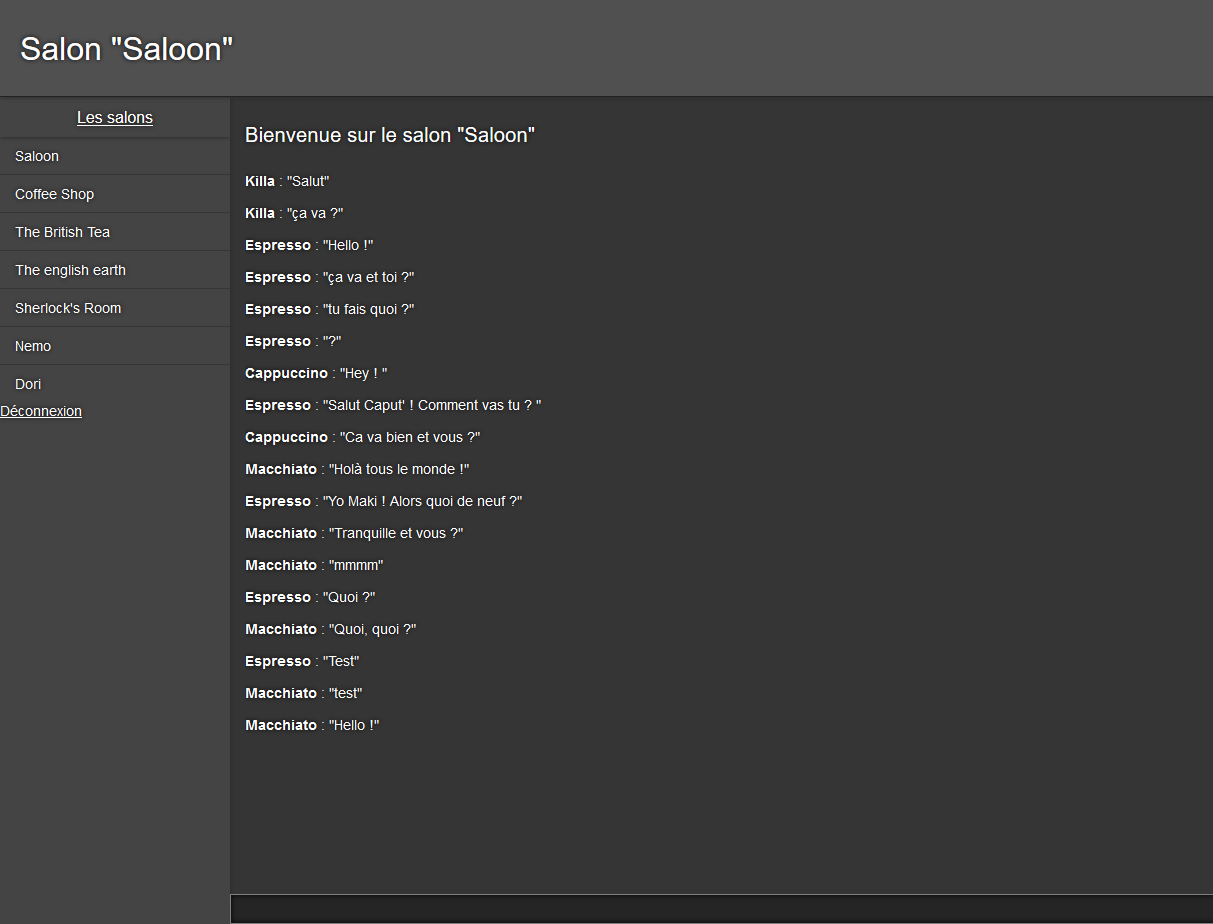 Salon "Saloon"
Les salons
Saloon
Coffee Shop
The British Tea
The english earth
Sherlock's Room
Nemo
Dori
Déconnexion
Bienvenue sur le salon "Saloon"
Killa : "Salut"
Killa : "ça va ?"
Espresso : "Hello !"
Espresso : "ça va et toi ?"
Espresso : "tu fais quoi ?"
Espresso : "?"
Cappuccino : "Hey ! "
Espresso : "Salut Caput' ! Comment vas tu ? "
Cappuccino : "Ca va bien et vous ?"
Macchiato : "Holà tous le monde !"
Espresso : "Yo Maki ! Alors quoi de neuf ?"
Macchiato : "Tranquille et vous ?"
Macchiato : "mmmm"
Espresso : "Quoi ?"
Macchiato : "Quoi, quoi ?"
Espresso : "Test"
Macchiato : "test"
Macchiato : "Hello !"